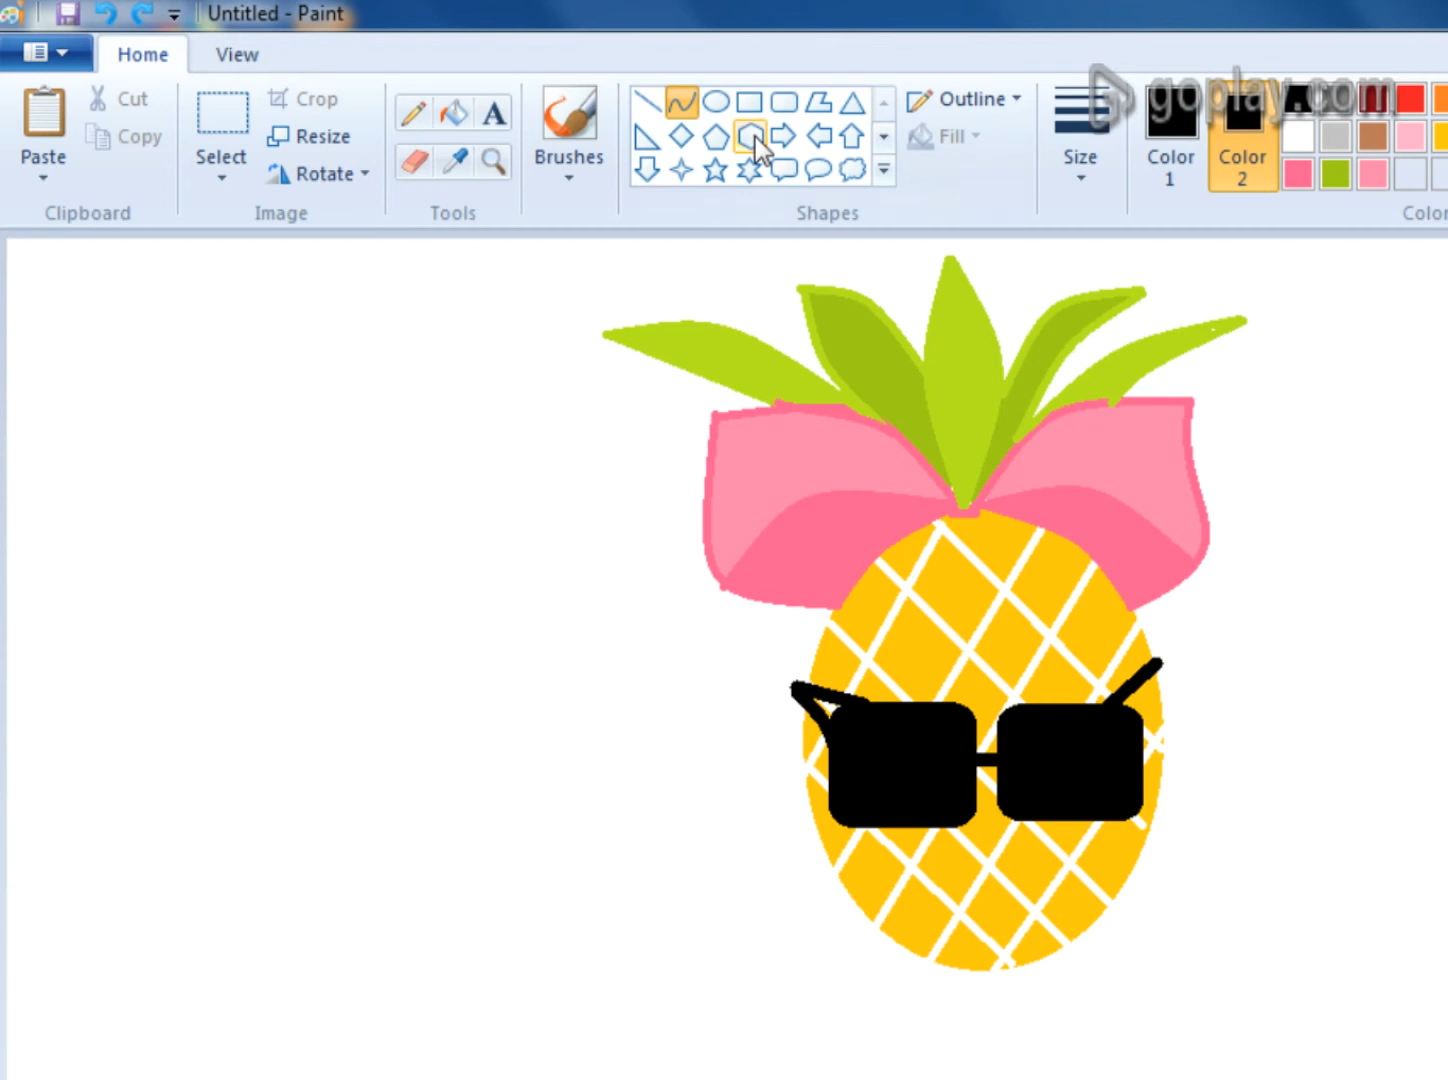 Untitled - Paint
Home View
Paste
Cut
Copy
Clipboard
Select
Crop
Resize
Rotate
Image
A
Tools
Brushes
Shapes
Outline
Fill
Size
Color
1
Color
2
Color
goplay.com